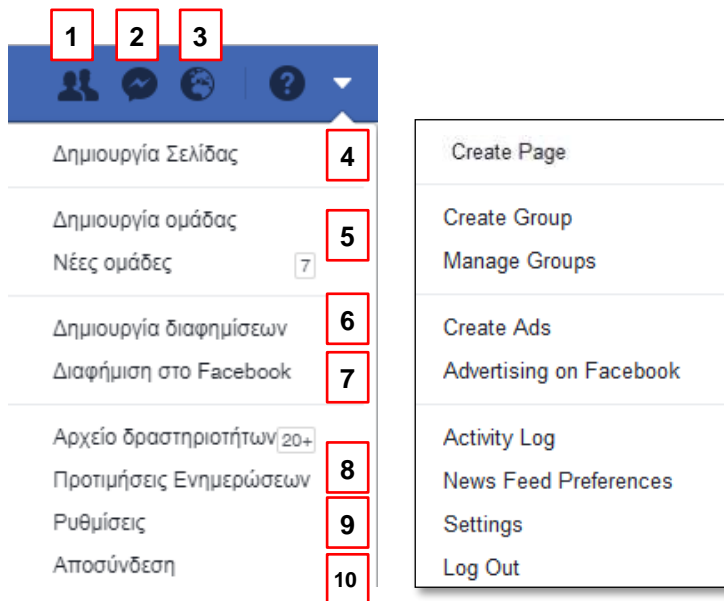 1 2 3
?
Δημιουργία Σελίδας 4
Δημιουργία ομάδας 5
Νέες ομάδες 7
Δημιουργία διαφημίσεων 6
Διαφήμιση στο Facebook 7
Αρχείο δραστηριοτήτων 20+
Προτιμήσεις Ενημερώσεων 8
Ρυθμίσεις 9
Αποσύνδεση 10
Create Page
Create Group
Manage Groups
Create Ads
Advertising on Facebook
Activity Log
News Feed Preferences
Settings
Log Out